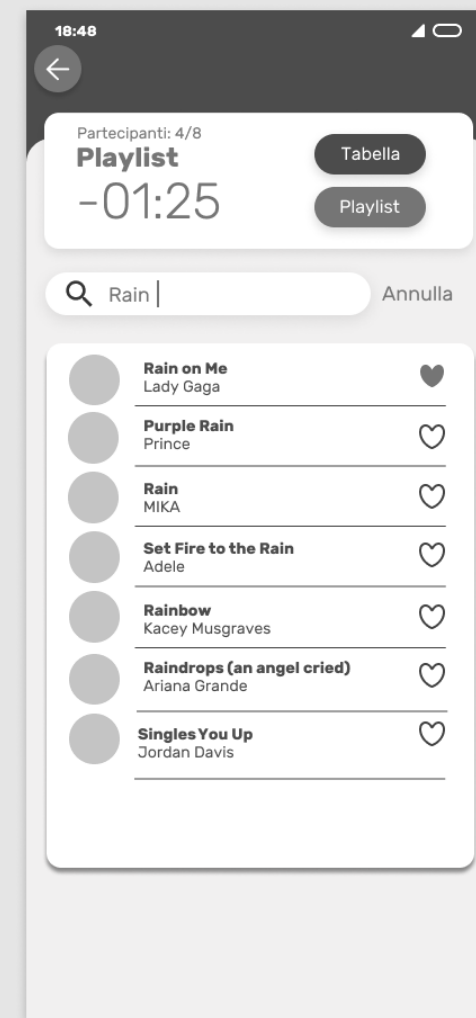 18:48
Partecipanti: 4/8
Playlist
-01:25
Tabella
Playlist
Rain
Annulla
Rain on Me
Lady Gaga
Purple Rain
Prince
Rain
MIKA
Set Fire to the Rain
Adele
Rainbow
Kacey Musgraves
Raindrops (an angel cried)
Ariana Grande
Singles You Up
Jordan Davis